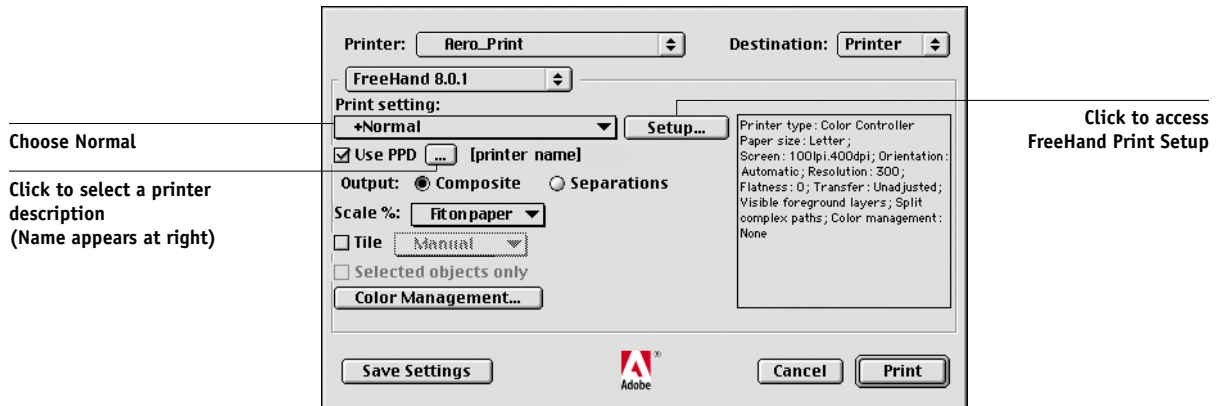 Printer: Aero_Print Destination: Printer
FreeHand 8.0.1
Print setting:
+Normal Setup...
Use PPD ... [printer name]
Output: Composite Separations
Scale %: Fit on paper
Tile Manual
Selected objects only
Color Management...
Printer type: Color Controller
Paper size: Letter;
Screen: 100lpi.400dpi; Orientation:
Automatic; Resolution: 300;
Flatness: 0; Transfer: Unadjusted;
Visible foreground layers; Split
complex paths; Color management:
None
Save Settings
Adobe ®
Cancel Print
Choose Normal
Click to select a printer
description
(Name appears at right)
Click to access
FreeHand Print Setup